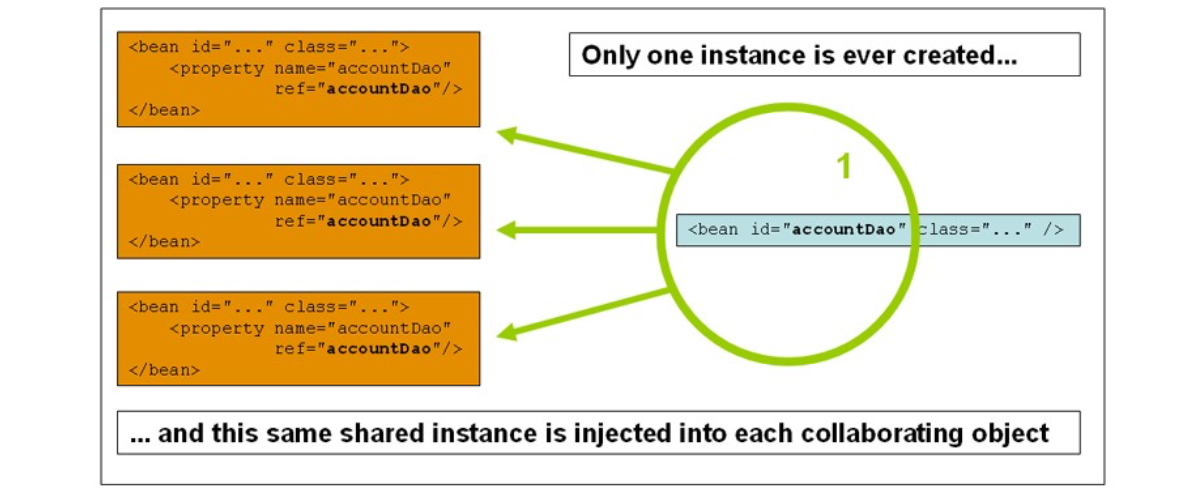 <bean id="..." class="...">
<property name="accountDao"
ref="accountDao"/>
</bean>
Only one instance is ever created...
1
<bean id="..." class="...">
<property name="accountDao"
ref="accountDao"/>
</bean>
<bean id="accountDao" class="..." />
<bean id="..." class="...">
<property name="accountDao"
ref="accountDao"/>
</bean>
... and this same shared instance is injected into each collaborating object